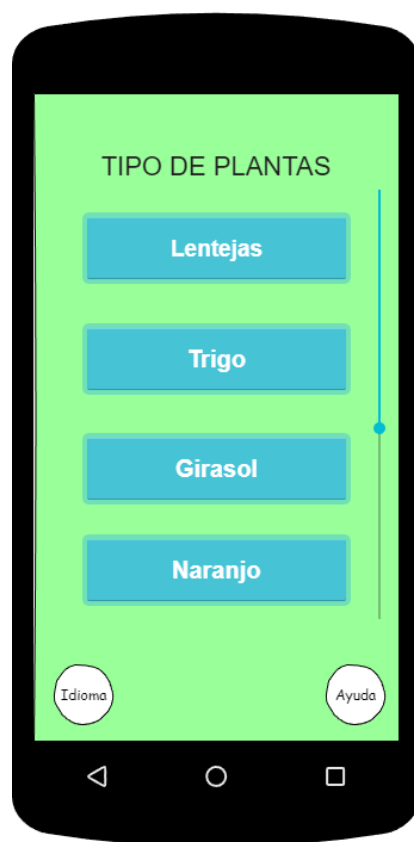 TIPO DE PLANTAS
Lentejas
Trigo
Girasol
Naranjo
Idioma
Ayuda